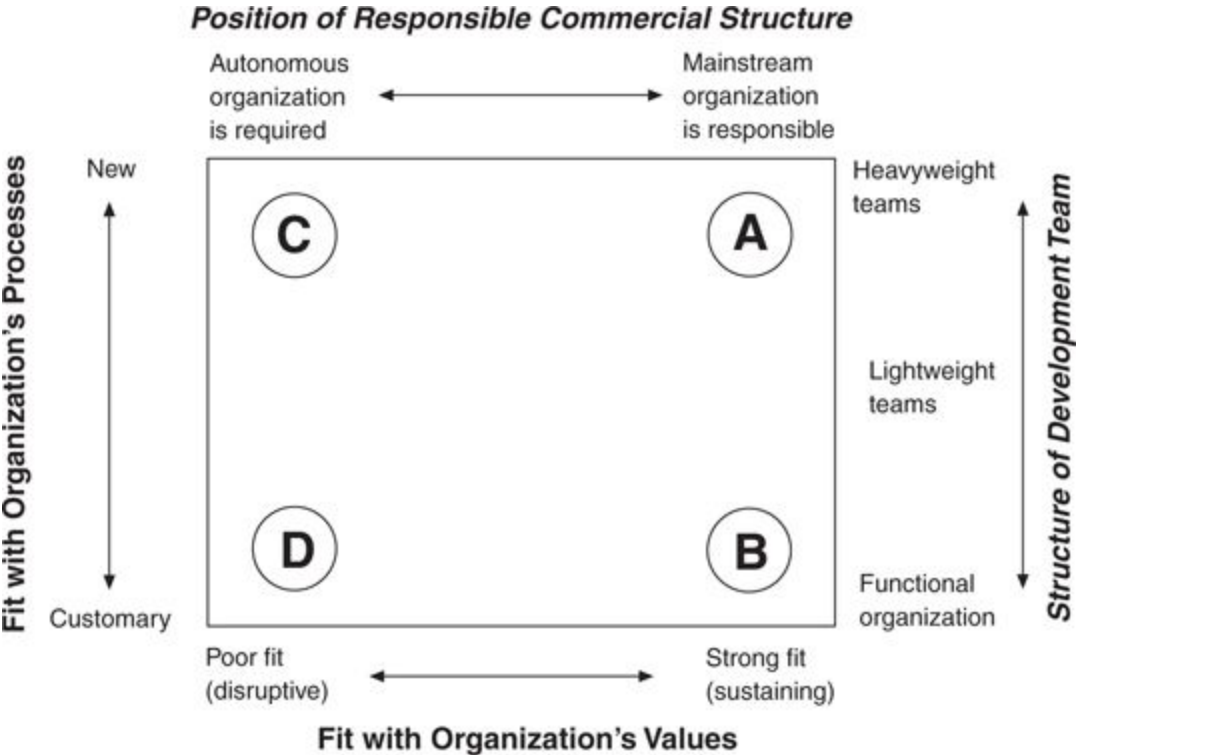 Position of Responsible Commercial Structure
Autonomous
organization
is required
Mainstream
organization
is responsible
Fit with Organization's Processes
New
Customary
C
A
D
B
Heavyweight
teams
Lightweight
teams
Functional
organization
Structure of Development Team
Poor fit
(disruptive)
Strong fit
(sustaining)
Fit with Organization's Values